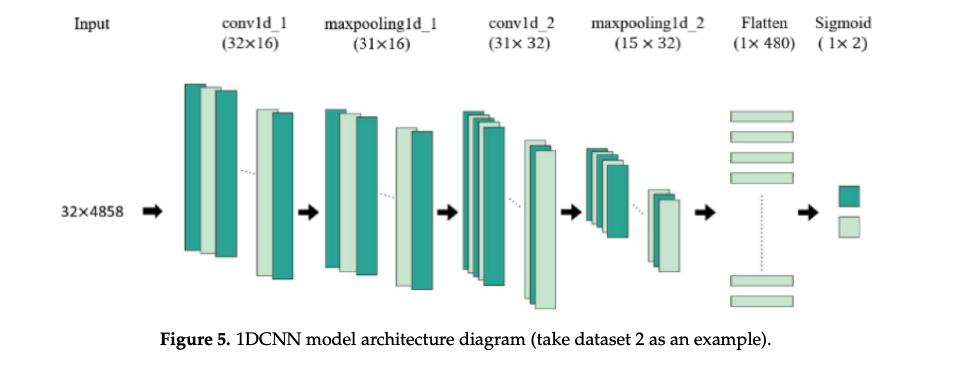 Input conv1d_1 maxpooling1d_1 conv1d_2 maxpooling1d_2 Flatten Sigmoid
(32×16) (31×16) (31× 32) (15 × 32) (1× 480) ( 1× 2)
32×4858
Figure 5. 1DCNN model architecture diagram (take dataset 2 as an example).